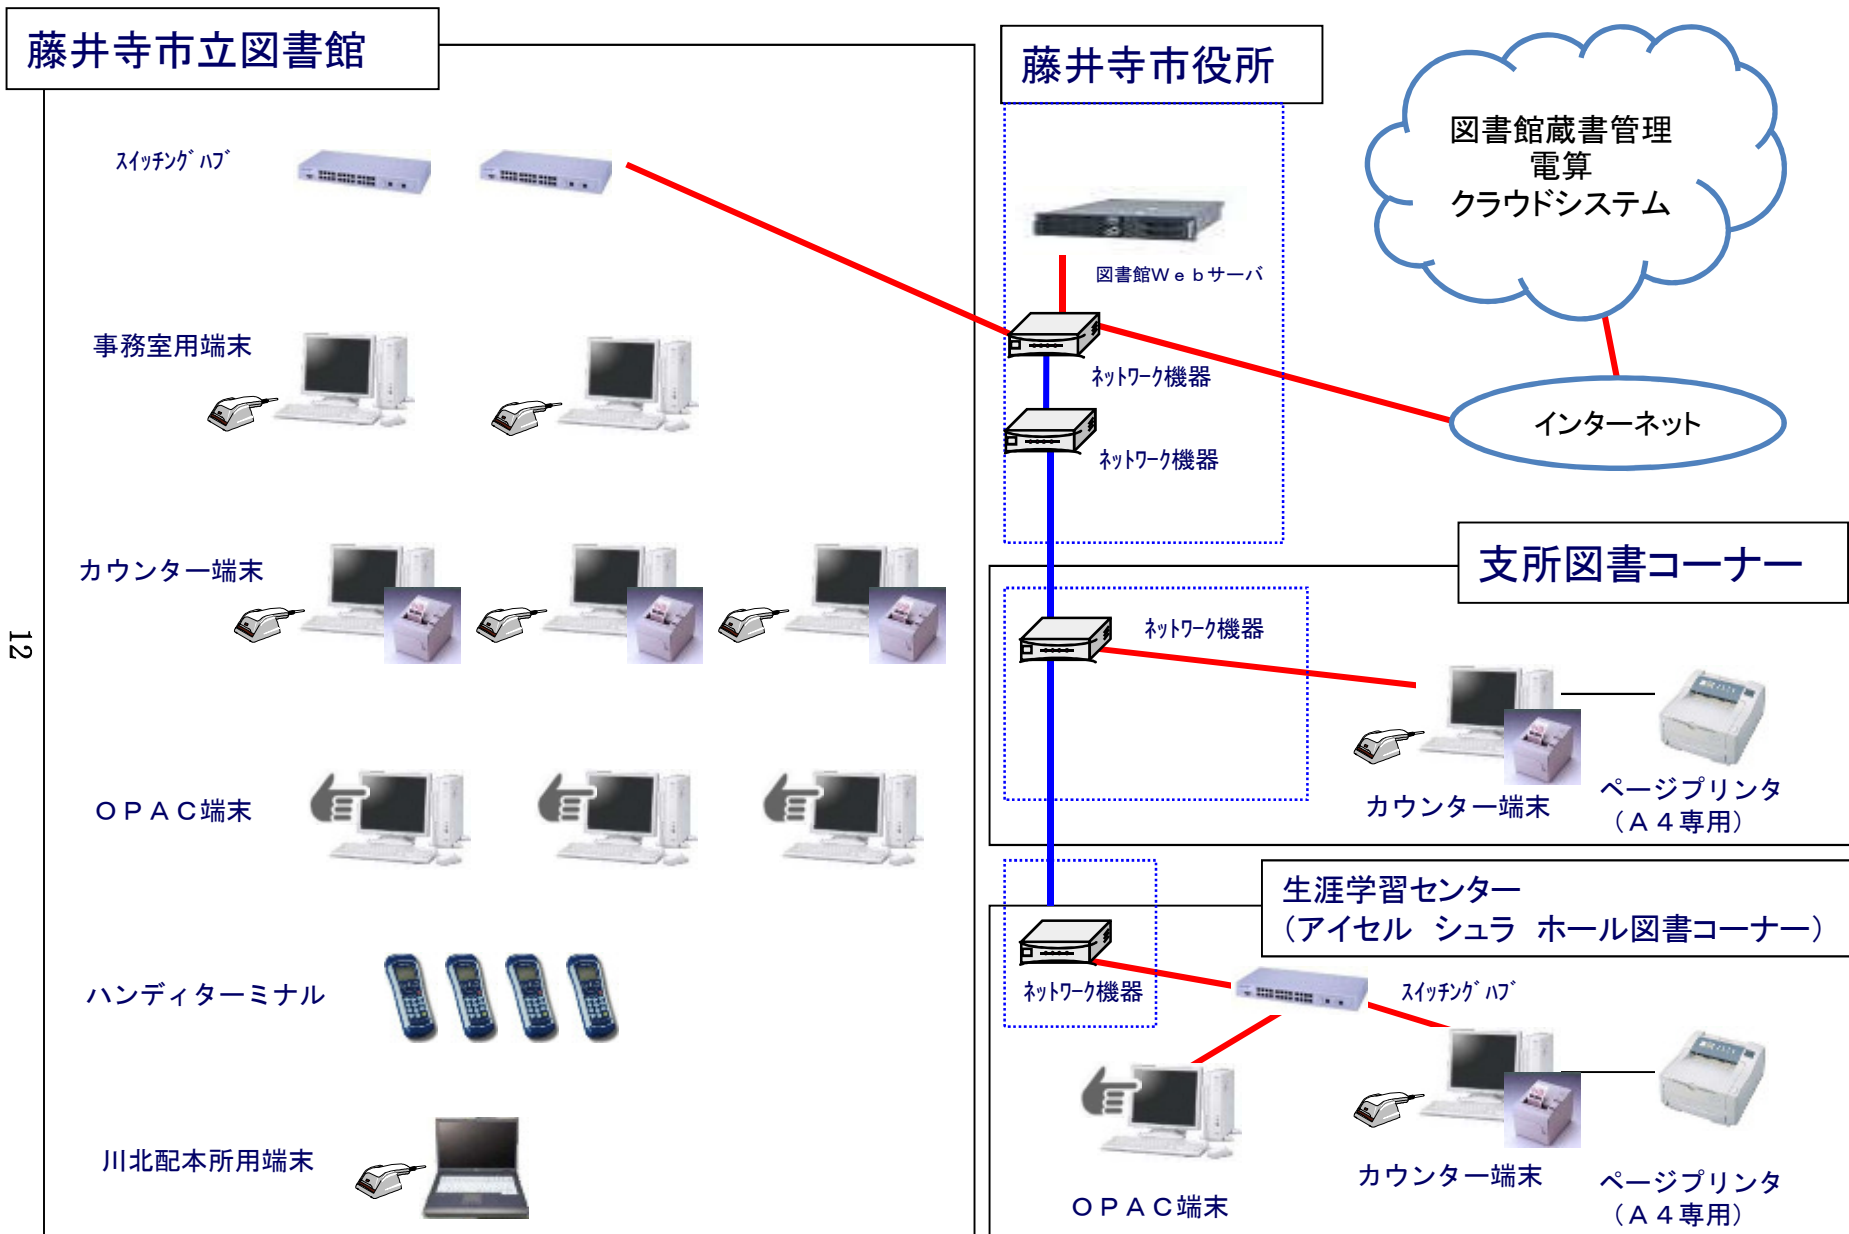 藤井寺市立図書館
スイッチングハブ
事務室用端末
カウンター端末
ＯＰＡＣ端末
ハンディターミナル
川北配本所用端末
12
藤井寺市役所
図書館Ｗｅｂサーバ
ネットワーク機器
ネットワーク機器
図書館蔵書管理
電算
クラウドシステム
インターネット
支所図書コーナー
ネットワーク機器
カウンター端末
ページプリンタ
（Ａ４専用）
生涯学習センター
（アイセル　シュラ　ホール図書コーナー）
ネットワーク機器
スイッチングハブ
ＯＰＡＣ端末
カウンター端末
ページプリンタ
（Ａ４専用）